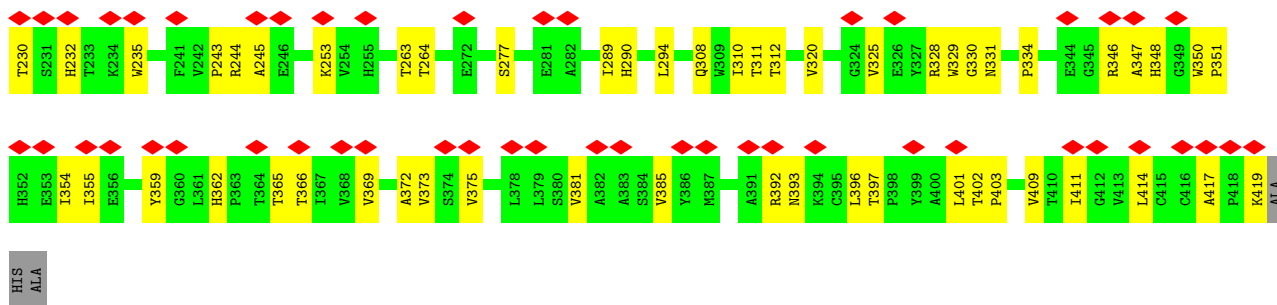 T230 S231 H232 T233 K234 W235 F241 V242 P243 R244 A245 E246 K253 V254 H255 T263 T264 E272 S277 E281 A282 I289 H290 L294 Q308 W309 I310 T311 T312 V320 G324 V325 E326 Y327 R328 W329 G330 N331 P334 E344 G345 R346 A347 H348 G349 W350 P351
H352 E353 I354 I355 E356 Y359 G360 L361 H362 P363 T364 T365 T366 I367 V368 V369 A372 V373 S374 V375 L378 L379 S380 V381 A382 A383 S384 V385 Y386 M387 A391 R392 N393 K394 C395 L396 T397 P398 Y399 A400 L401 T402 P403 V409 T410 I411 G412 V413 L414 C415 C416 A417 P418 K419 ALA
HIS ALA